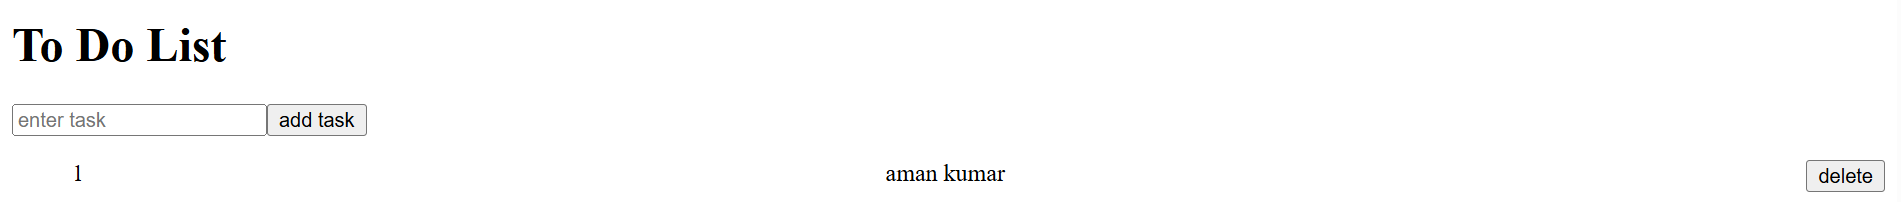 To Do List
enter task add task
1 aman kumar delete